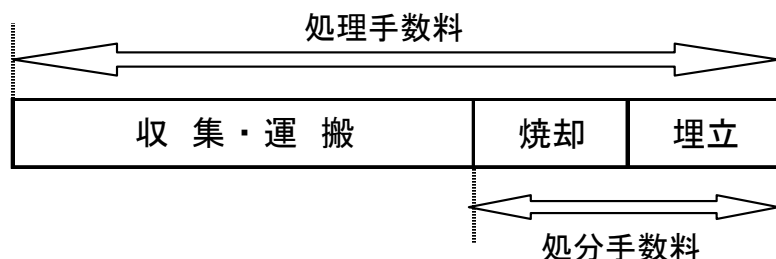 処理手数料
収 集・運 搬 焼却 埋立
処分手数料